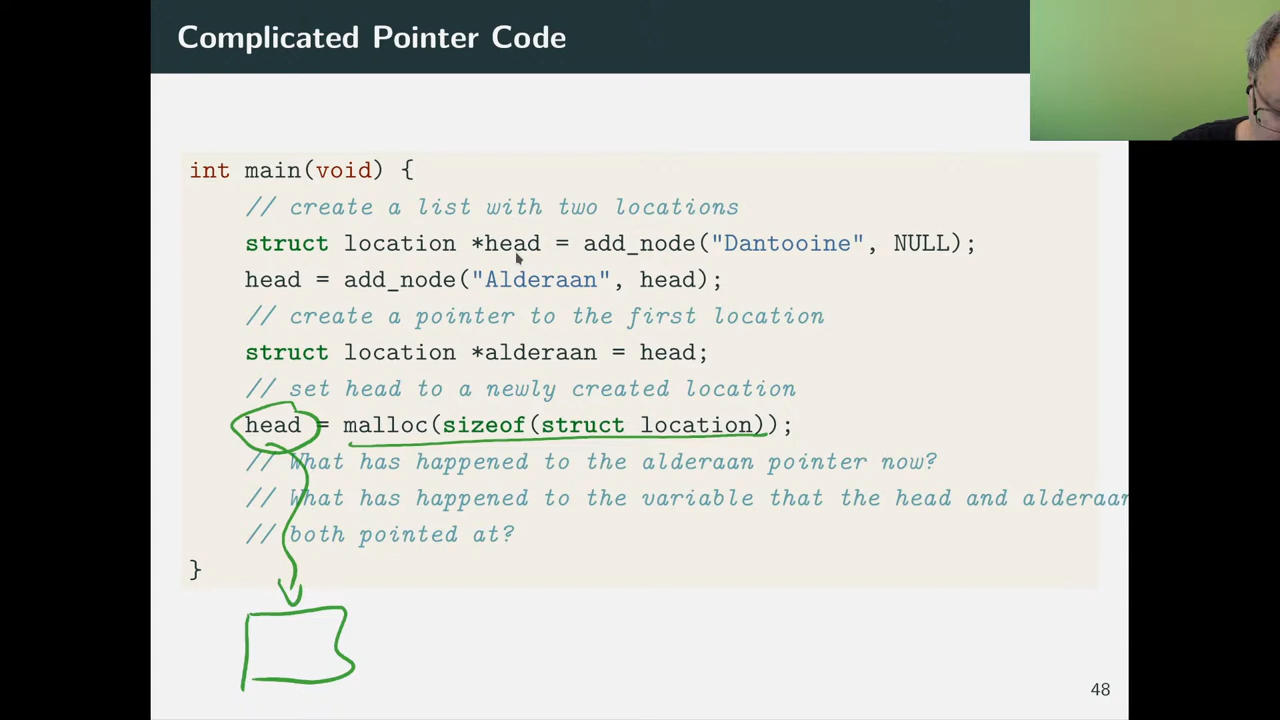 Complicated Pointer Code
int main(void) {
// create a list with two locations
struct location *head = add_node("Dantooine", NULL);
head = add_node("Alderaan", head);
// create a pointer to the first location
struct location *alderaan = head;
// set head to a newly created location
head = malloc(sizeof(struct location));
// What has happened to the alderaan pointer now?
// What has happened to the variable that the head and alderaan
// both pointed at?
}
48